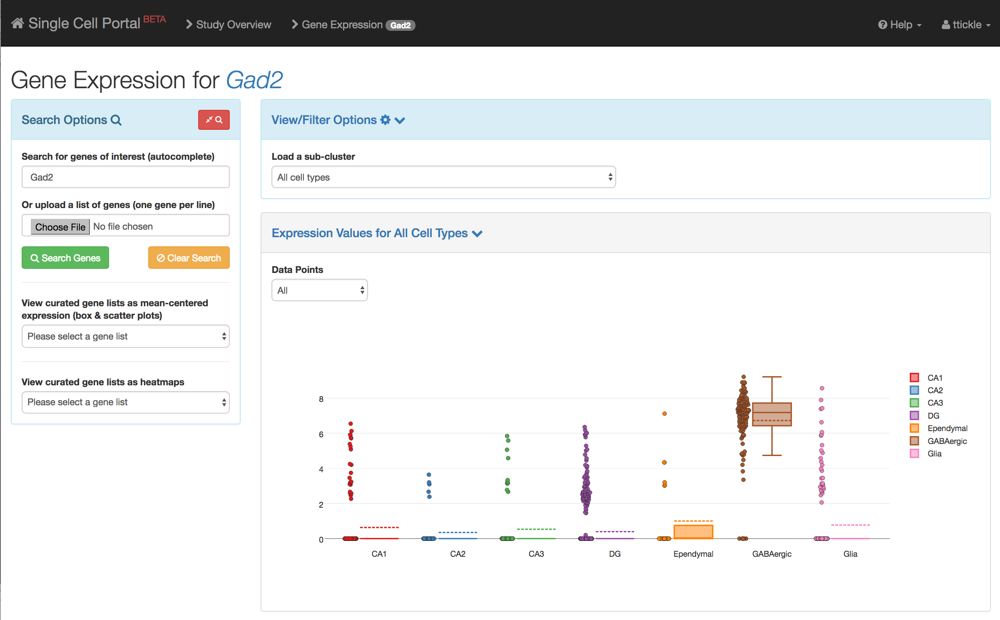 Single Cell Portal BETA Study Overview Gene Expression Gad2 Help ttickle
Gene Expression for Gad2
Search Options
Search for genes of interest (autocomplete)
Gad2
Or upload a list of genes (one gene per line)
Choose File No file chosen
Search Genes Clear Search
View curated gene lists as mean-centered
expression (box & scatter plots)
Please select a gene list
View curated gene lists as heatmaps
Please select a gene list
View/Filter Options
Load a sub-cluster
All cell types
Expression Values for All Cell Types
Data Points
All
8
6
4
2
0
CA1 CA2 CA3 DG Ependymal GABAergic Glia
CA1
CA2
CA3
DG
Ependymal
GABAergic
Glia